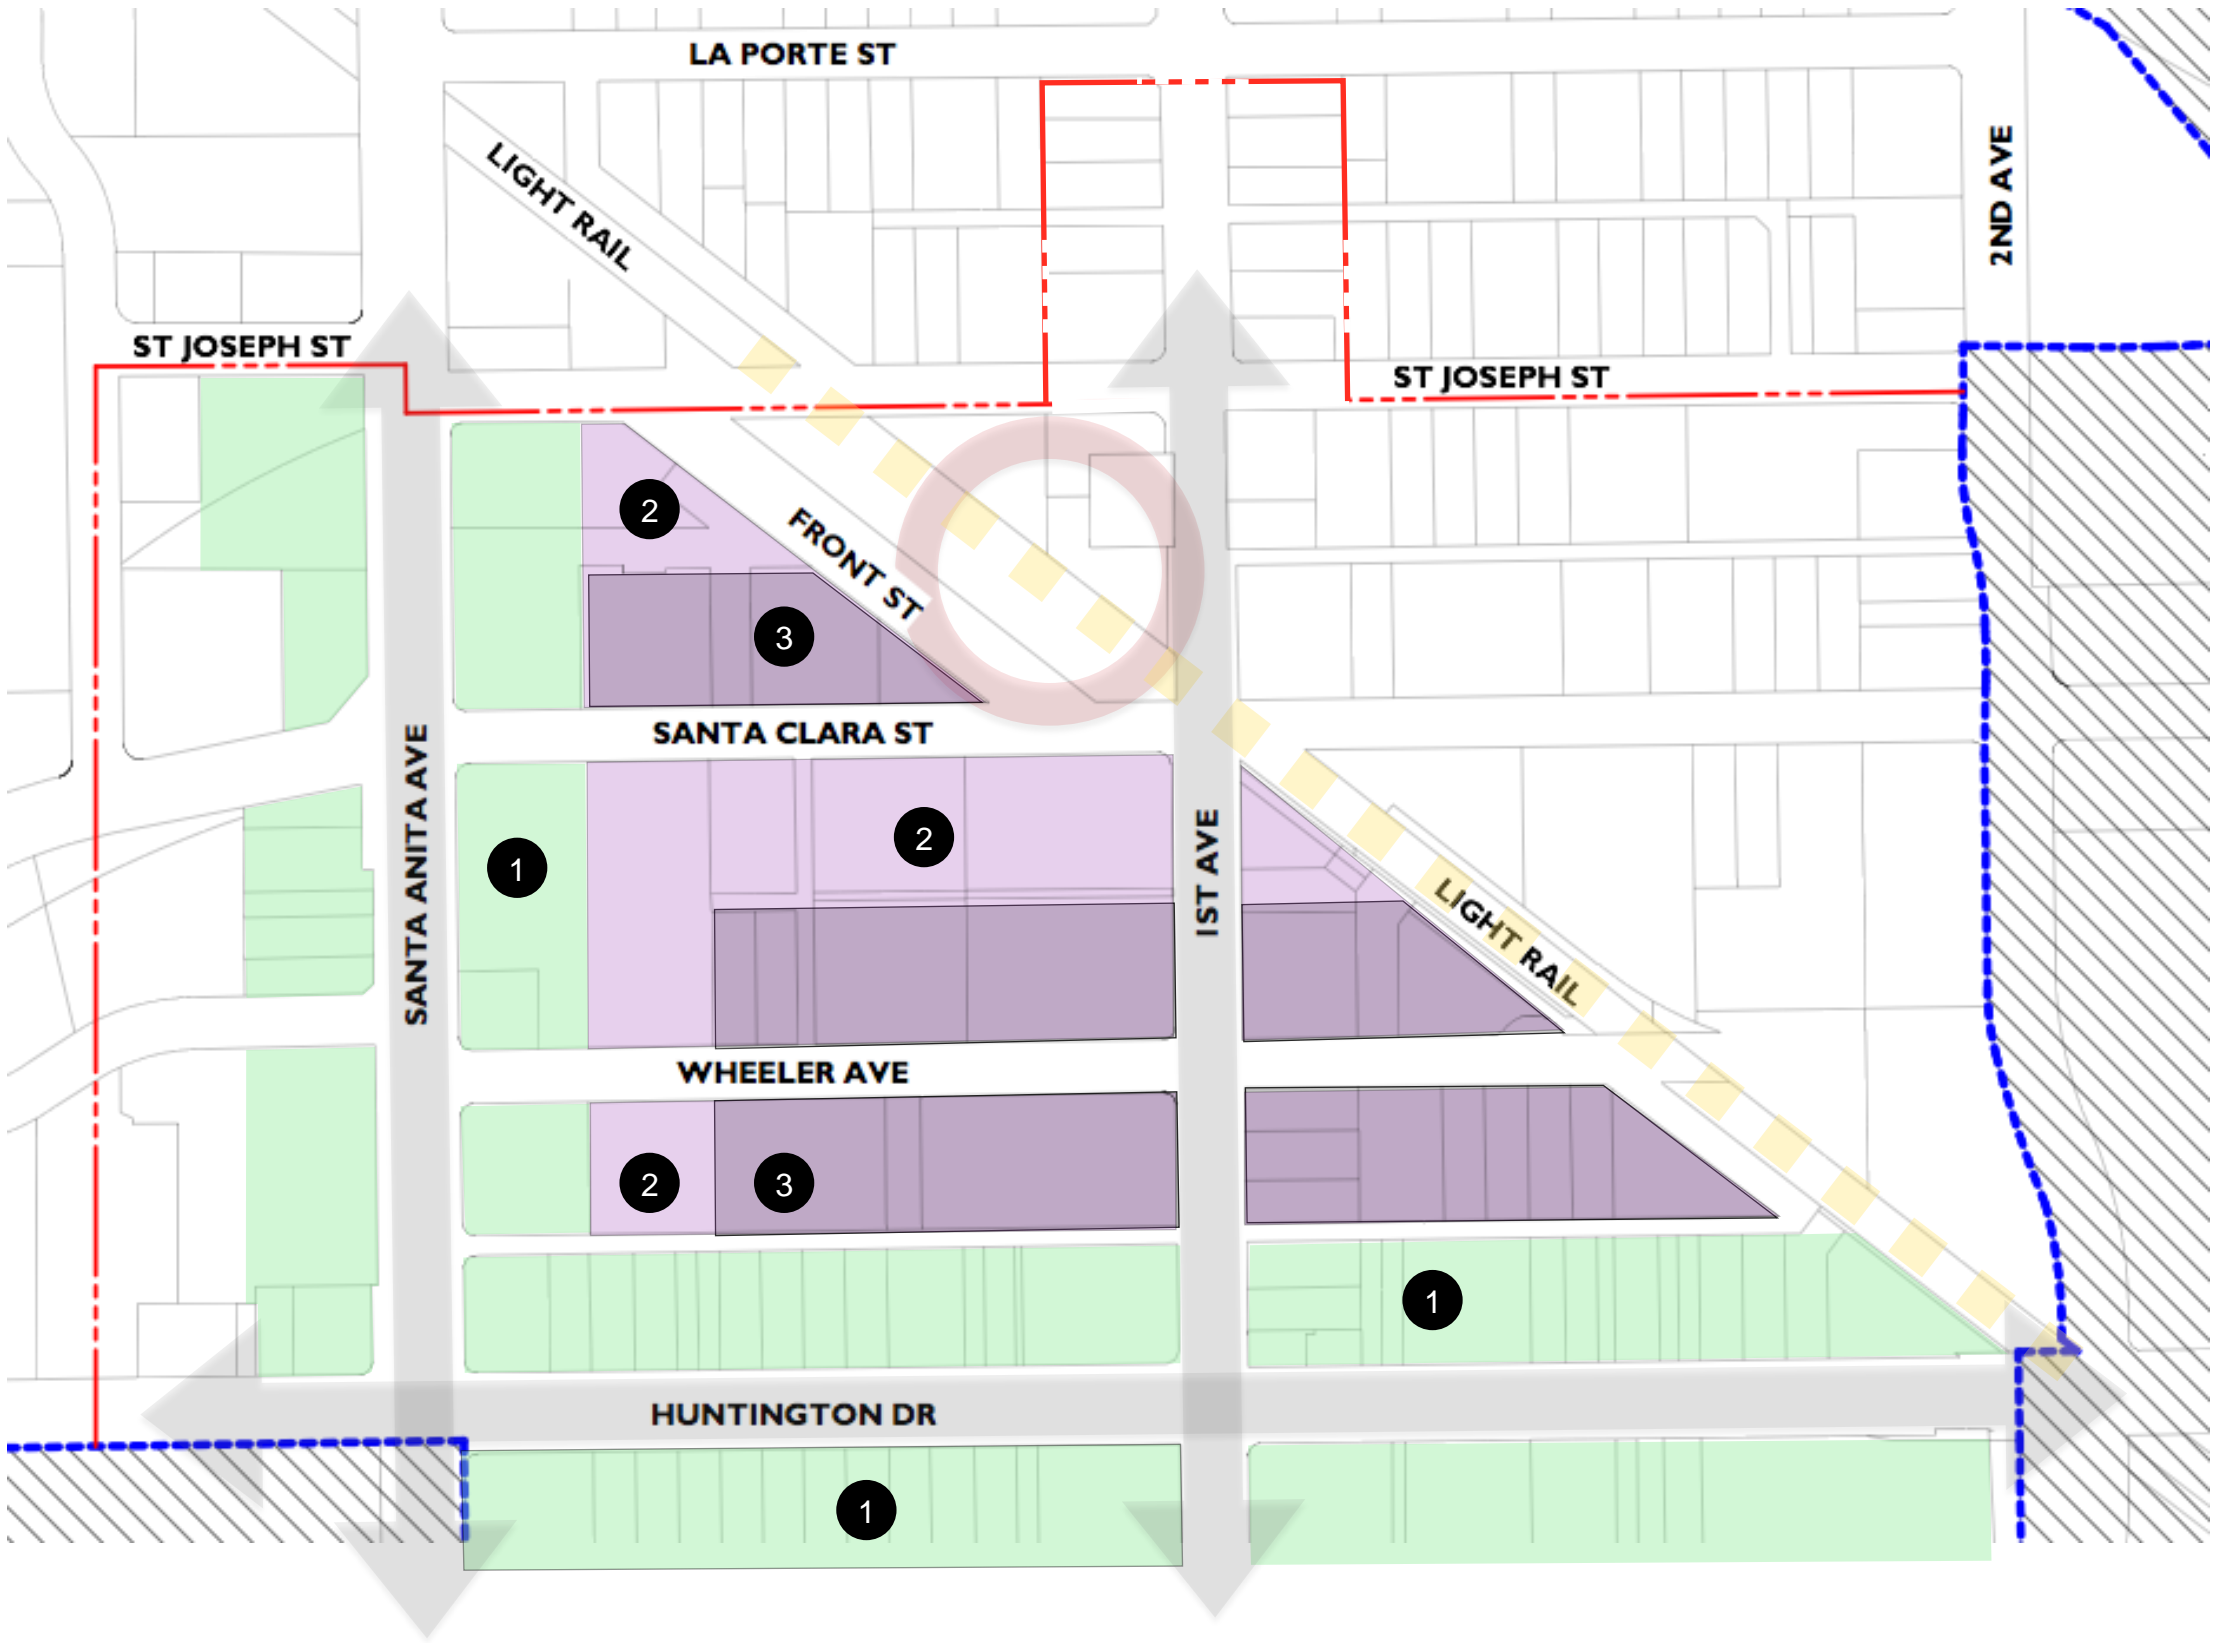 LA PORTE ST
LIGHT RAIL
2ND AVE
ST JOSEPH ST
ST JOSEPH ST
2
FRONT ST
3
SANTA CLARA ST
SANTA ANITA AVE
1
2
1ST AVE
LIGHT RAIL
WHEELER AVE
2
3
1
HUNTINGTON DR
1